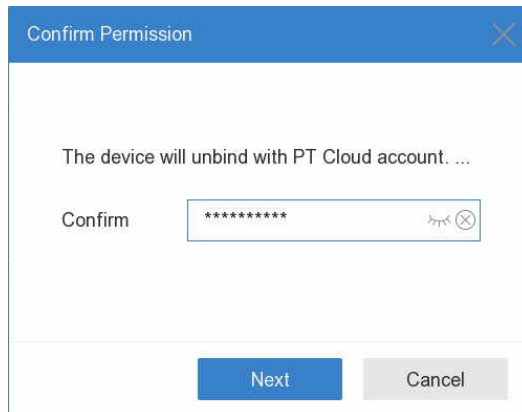 Confirm Permission
The device will unbind with PT Cloud account. ...
Confirm **********
Next Cancel